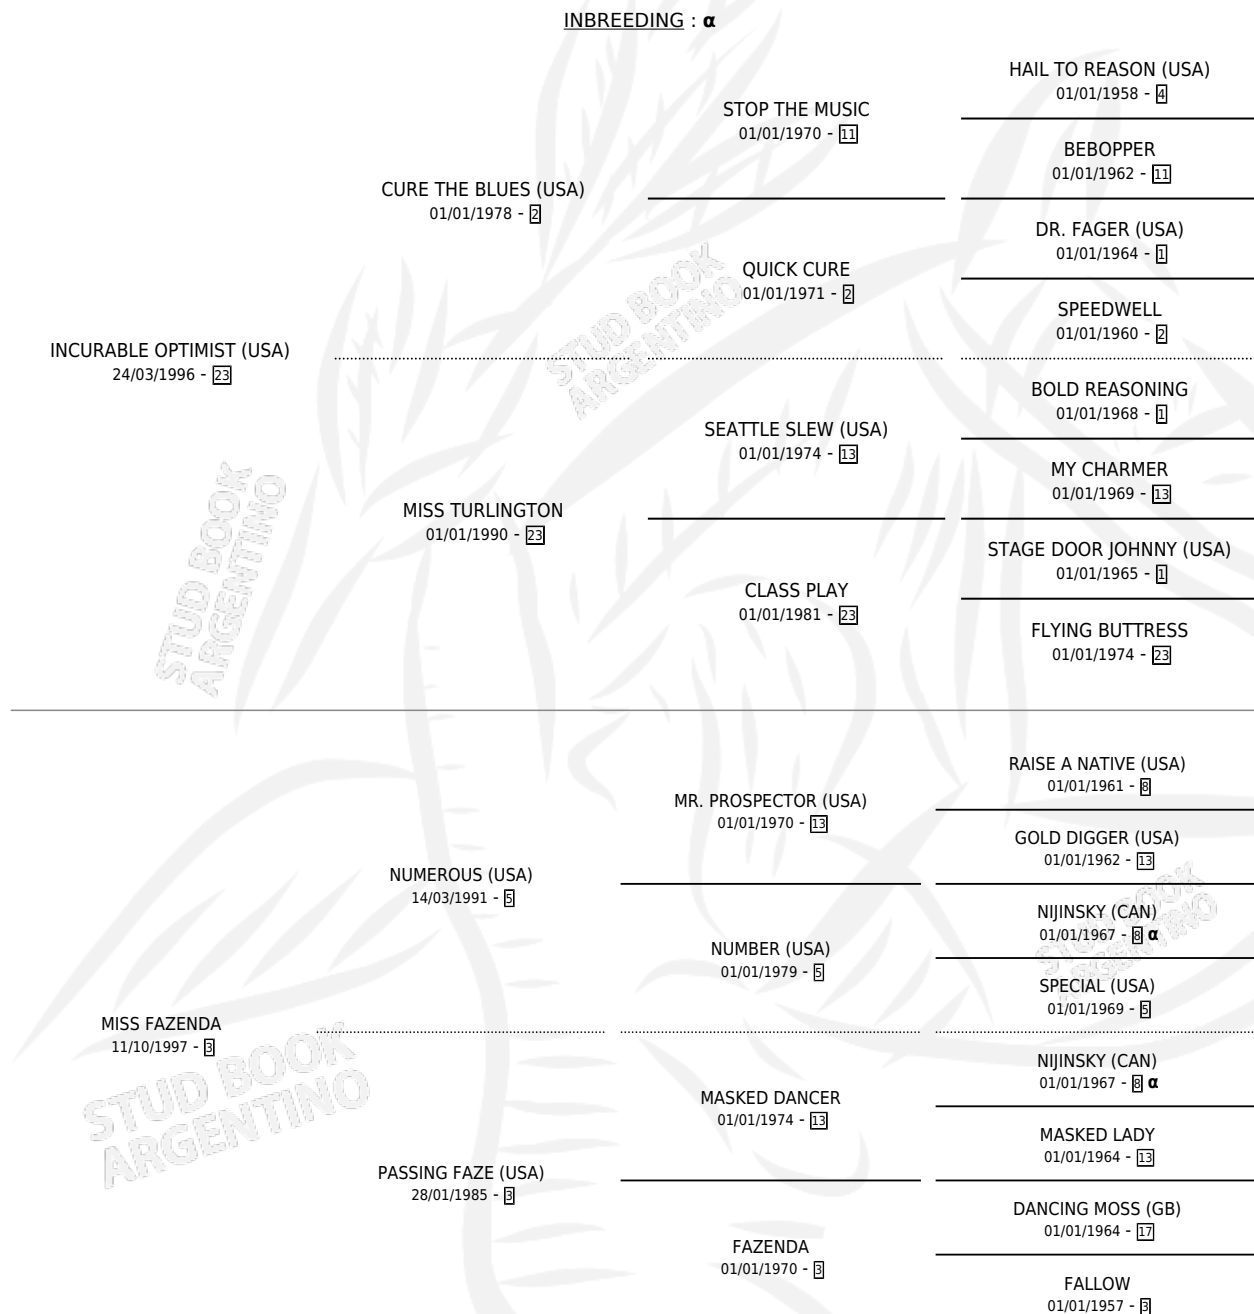 INBREEDING : α
HAIL TO REASON (USA)
01/01/1958 - 4
STOP THE MUSIC
01/01/1970 - 11
BEBOPPER
01/01/1962 - 11
CURE THE BLUES (USA)
01/01/1978 - 2
DR. FAGER (USA)
01/01/1964 - 1
QUICK CURE
01/01/1971 - 2
SPEEDWELL
01/01/1960 - 2
INCURABLE OPTIMIST (USA)
24/03/1996 - 23
BOLD REASONING
01/01/1968 - 1
SEATTLE SLEW (USA)
01/01/1974 - 13
MY CHARMER
01/01/1969 - 13
MISS TURLINGTON
01/01/1990 - 23
STAGE DOOR JOHNNY (USA)
01/01/1965 - 1
CLASS PLAY
01/01/1981 - 23
FLYING BUTTRESS
01/01/1974 - 23
RAISE A NATIVE (USA)
01/01/1961 - 8
MR. PROSPECTOR (USA)
01/01/1970 - 13
GOLD DIGGER (USA)
01/01/1962 - 13
NUMEROUS (USA)
14/03/1991 - 5
NIJINSKY (CAN)
01/01/1967 - 8 α
NUMBER (USA)
01/01/1979 - 5
SPECIAL (USA)
01/01/1969 - 5
MISS FAZENDA
11/10/1997 - 3
NIJINSKY (CAN)
01/01/1967 - 8 α
MASKED DANCER
01/01/1974 - 13
MASKED LADY
01/01/1964 - 13
PASSING FAZE (USA)
28/01/1985 - 3
DANCING MOSS (GB)
01/01/1964 - 17
FAZENDA
01/01/1970 - 3
FALLOW
01/01/1957 - 3
STUD BOOK
ARGENTINO
STUD BOOK
ARGENTINO
STUD BOOK
ARGENTINO
STUD BOOK
ARGENTINO